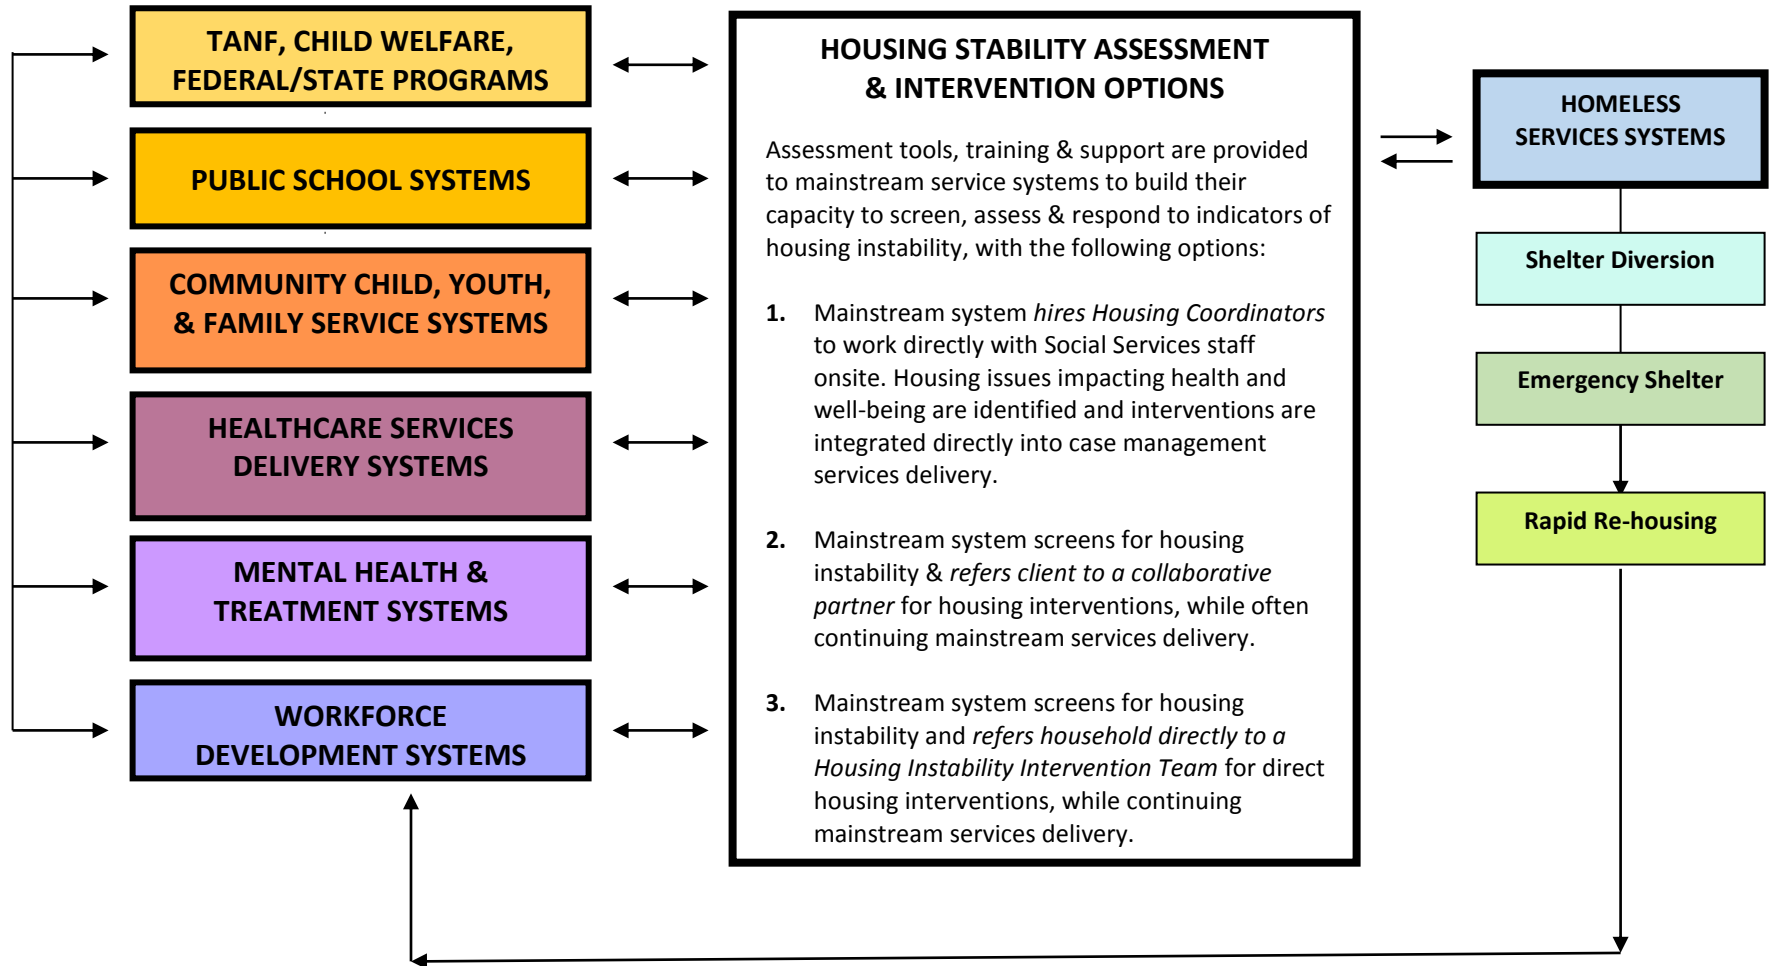 TANF, CHILD WELFARE,
FEDERAL/STATE PROGRAMS
PUBLIC SCHOOL SYSTEMS
COMMUNITY CHILD, YOUTH,
& FAMILY SERVICE SYSTEMS
HEALTHCARE SERVICES
DELIVERY SYSTEMS
MENTAL HEALTH &
TREATMENT SYSTEMS
WORKFORCE
DEVELOPMENT SYSTEMS
HOUSING STABILITY ASSESSMENT
& INTERVENTION OPTIONS
Assessment tools, training & support are provided
to mainstream service systems to build their
capacity to screen, assess & respond to indicators of
housing instability, with the following options:
1. Mainstream system hires Housing Coordinators
to work directly with Social Services staff
onsite. Housing issues impacting health and
well-being are identified and interventions are
integrated directly into case management
services delivery.
2. Mainstream system screens for housing
instability & refers client to a collaborative
partner for housing interventions, while often
continuing mainstream services delivery.
3. Mainstream system screens for housing
instability and refers household directly to a
Housing Instability Intervention Team for direct
housing interventions, while continuing
mainstream services delivery.
HOMELESS
SERVICES SYSTEMS
Shelter Diversion
Emergency Shelter
Rapid Re-housing